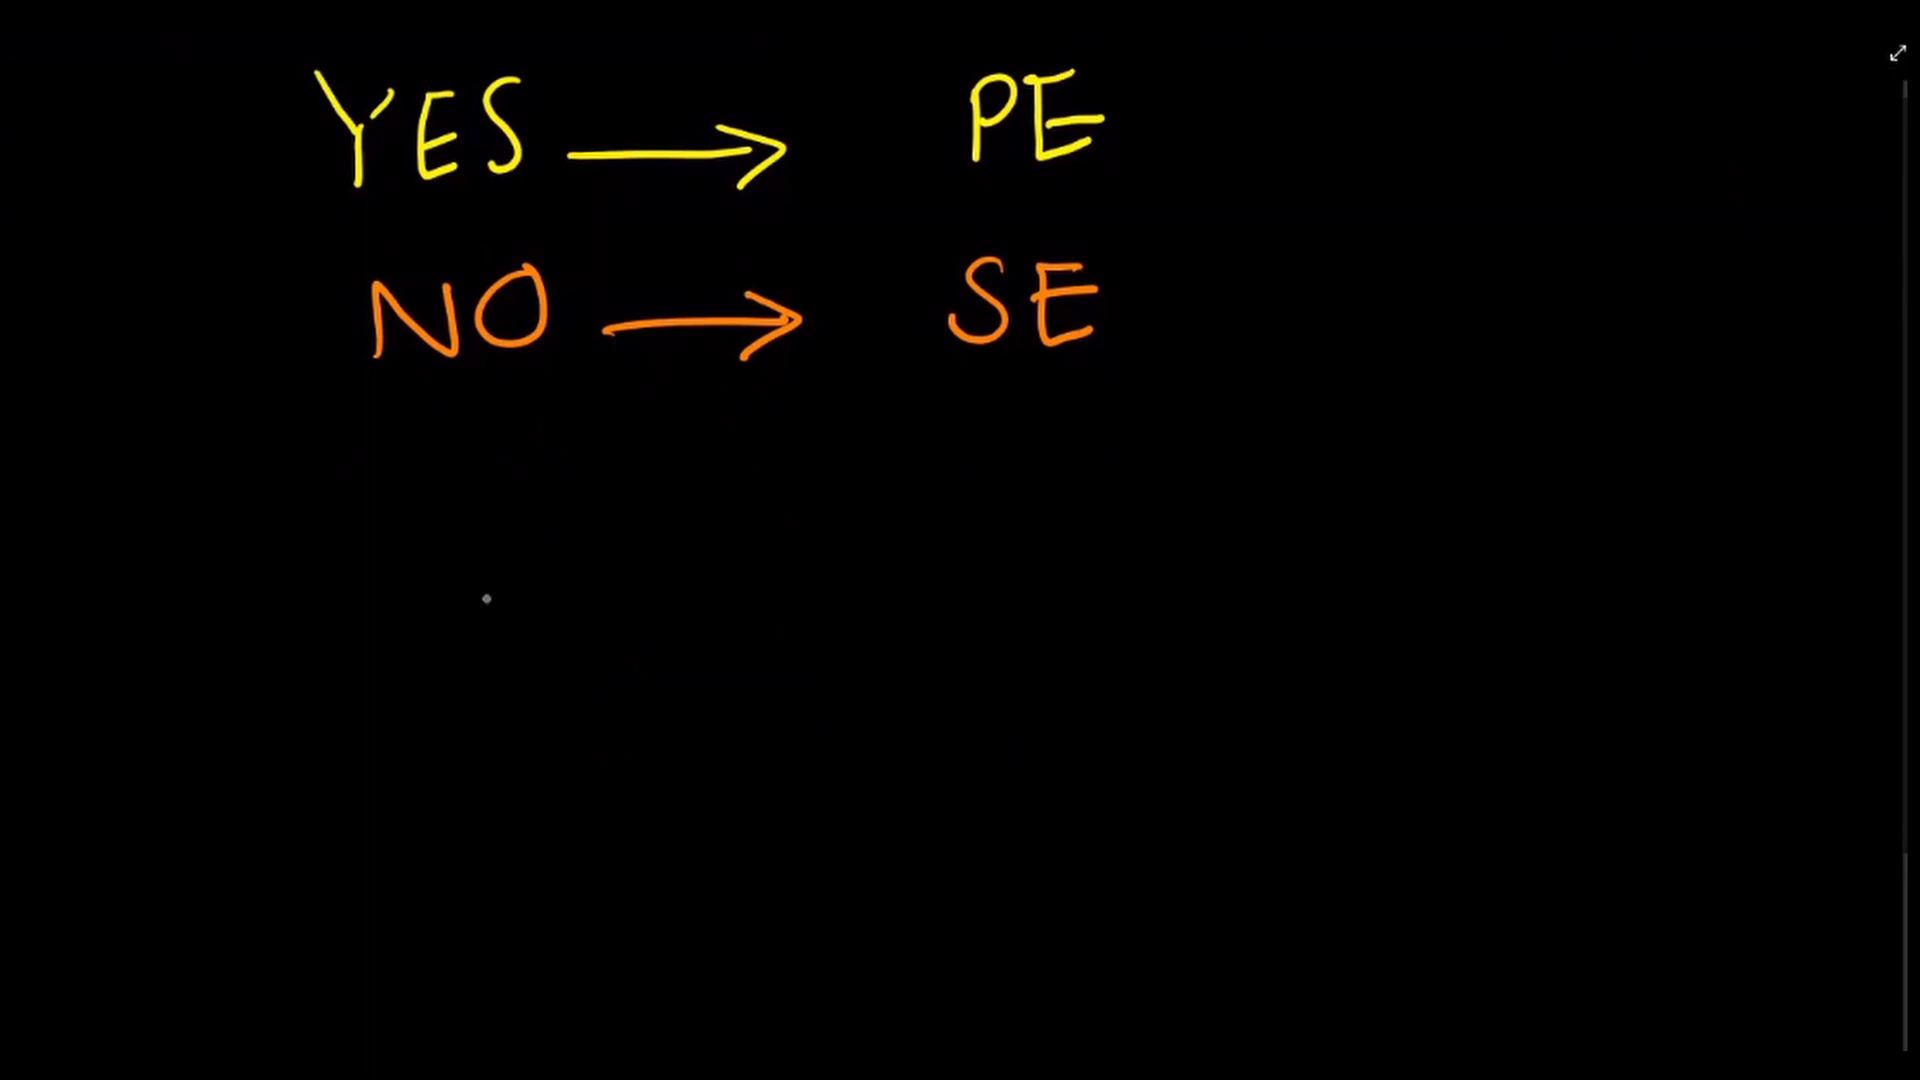 YES → PE
NO → SE